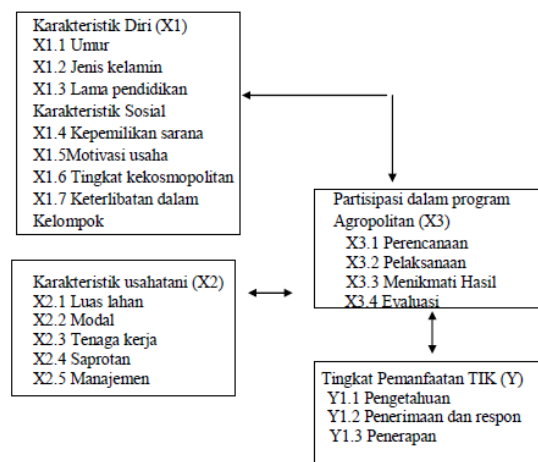 Karakteristik Diri (X1)
X1.1 Umur
X1.2 Jenis kelamin
X1.3 Lama pendidikan
Karakteristik Sosial
X1.4 Kepemilikan sarana
X1.5Motivasi usaha
X1.6 Tingkat kekosmopolitan
X1.7 Keterlibatan dalam
Kelompok
Partisipasi dalam program
Agropolitan (X3)
X3.1 Perencanaan
X3.2 Pelaksanaan
X3.3 Menikmati Hasil
X3.4 Evaluasi
Karakteristik usahatani (X2)
X2.1 Luas lahan
X2.2 Modal
X2.3 Tenaga kerja
X2.4 Saprotan
X2.5 Manajemen
Tingkat Pemanfaatan TIK (Y)
Y1.1 Pengetahuan
Y1.2 Penerimaan dan respon
Y1.3 Penerapan